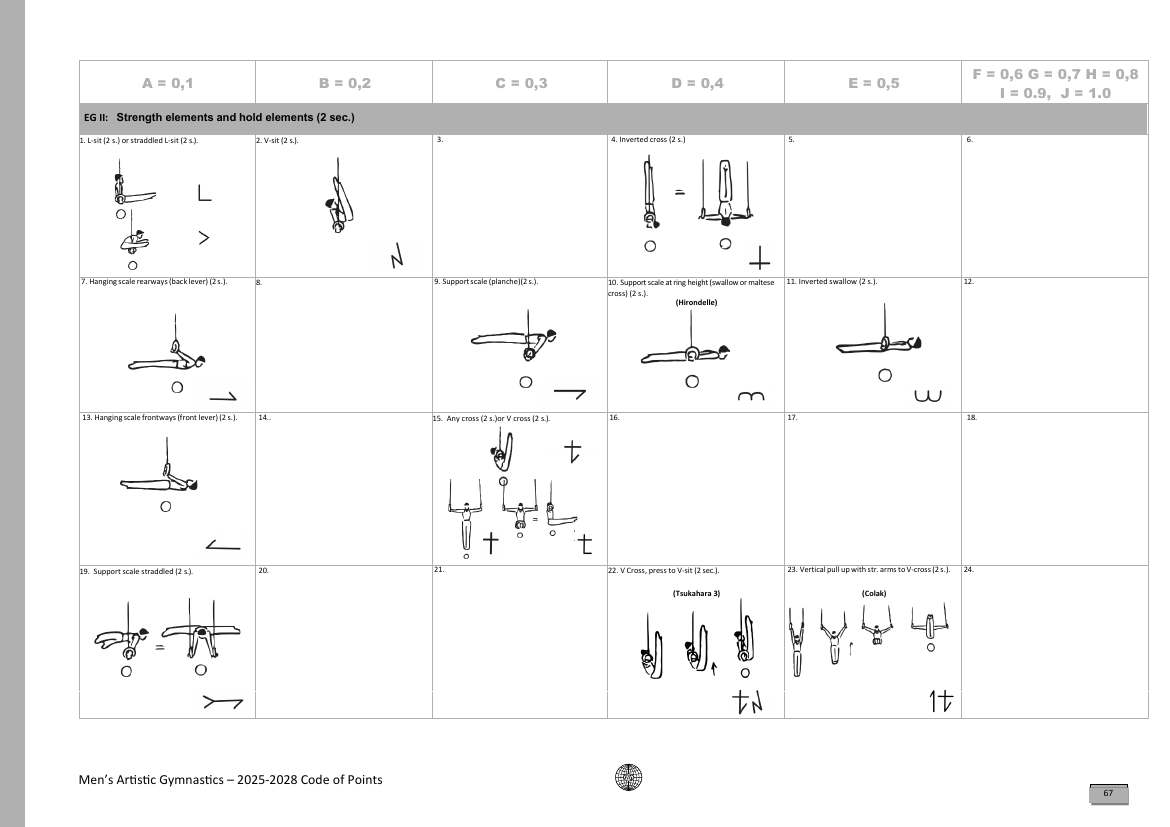 A = 0,1
B = 0,2
C = 0,3
D = 0,4
E = 0,5
F = 0,6 G = 0,7 H = 0,8
I = 0.9, J = 1.0
EG II: Strength elements and hold elements (2 sec.)
1. L-sit (2 s.) or straddled L-sit (2 s.).
2. V-sit (2 s.).
3.
4. Inverted cross (2 s.)
5.
6.
7. Hanging scale rearways (back lever) (2 s.).
8.
9. Support scale (planche)(2 s.).
10. Support scale at ring height (swallow or maltese
cross) (2 s.).
(Hirondelle)
11. Inverted swallow (2 s.).
12.
13. Hanging scale frontways (front lever) (2 s.).
14..
15. Any cross (2 s.)or V cross (2 s.).
16.
17.
18.
19. Support scale straddled (2 s.).
20.
21.
22. V Cross, press to V-sit (2 sec.).
(Tsukahara 3)
23. Vertical pull up with str. arms to V-cross (2 s.).
(Colak)
24.
Men's Artistic Gymnastics – 2025-2028 Code of Points
67